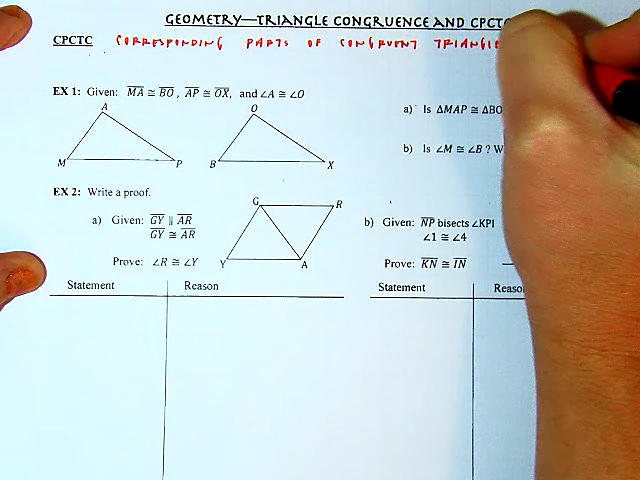 GEOMETRY—TRIANGLE CONGRUENCE AND CPCTC
CPCTC CORRESPONDING PARTS OF CONGRUENT TRIANGLE
EX 1: Given: MA ≅ BO, AP ≅ OX, and ∠A ≅ ∠O
a) Is ΔMAP ≅ ΔBO
A
O
M
P
B
X
b) Is ∠M ≅ ∠B ? W
EX 2: Write a proof.
a) Given: GY || AR
GY ≅ AR
Prove: ∠R ≅ ∠Y
G
R
Y
A
b) Given: NP bisects ∠KPI
∠1 ≅ ∠4
Prove: KN ≅ IN
Statement Reason
Statement Reaso